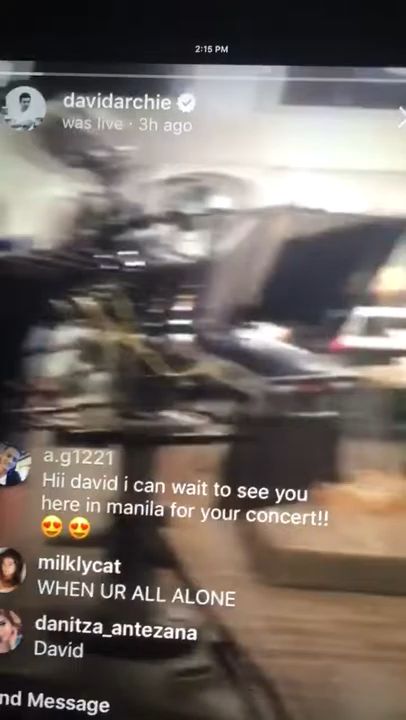 2:15 PM
davidarchie
was live · 3h ago
a.g1221
Hii david i can wait to see you
here in manila for your concert!!
😍😍
milklycat
WHEN UR ALL ALONE
danitza_antezana
David
nd Message